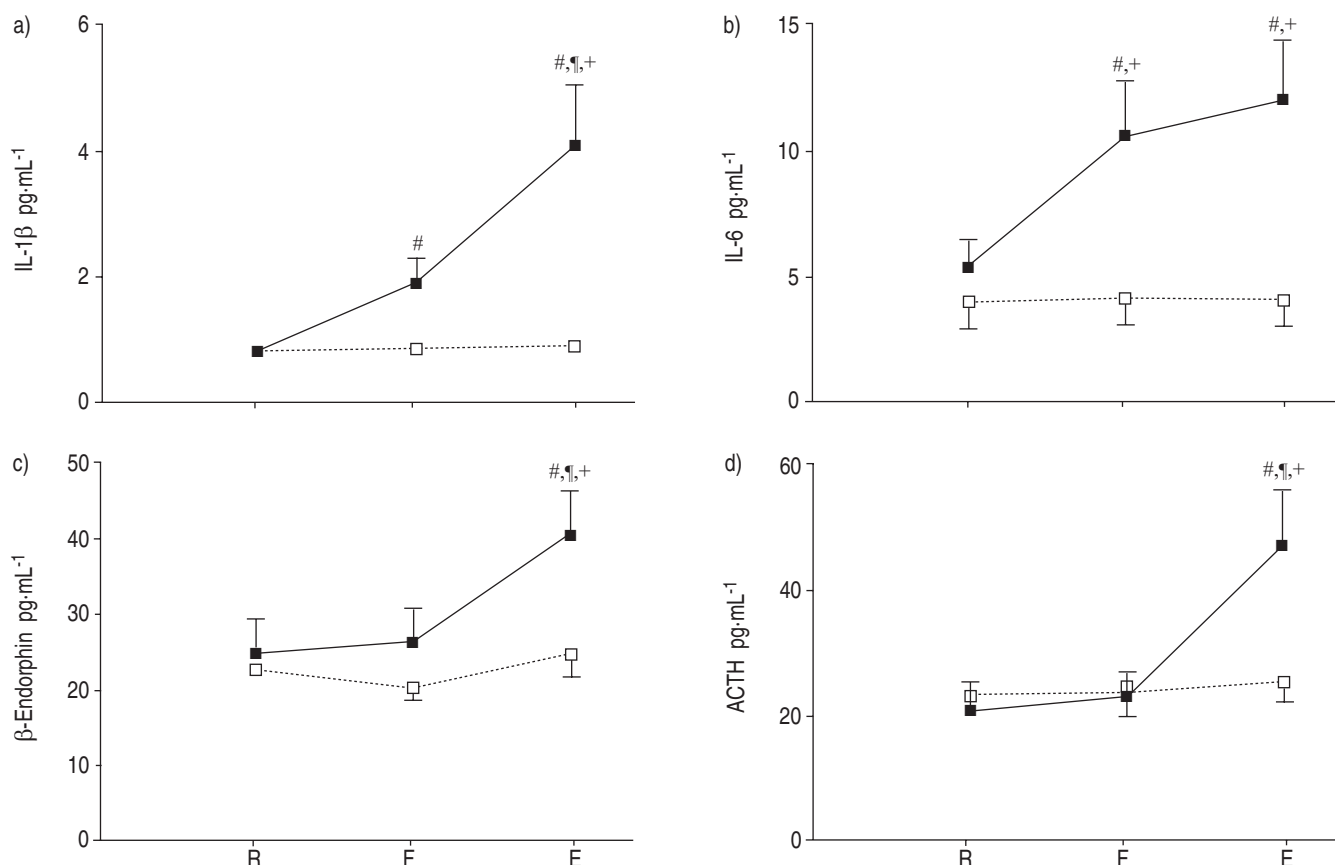 a)
6
4
2
0
IL-1β pg·mL⁻¹
#
#,¶,+
b)
15
10
5
0
IL-6 pg·mL⁻¹
#,+
#,+
c)
50
40
30
20
10
0
β-Endorphin pg·mL⁻¹
#,¶,+
R
F
F
d)
60
40
20
0
ACTH pg·mL⁻¹
#,¶,+
R
F
F